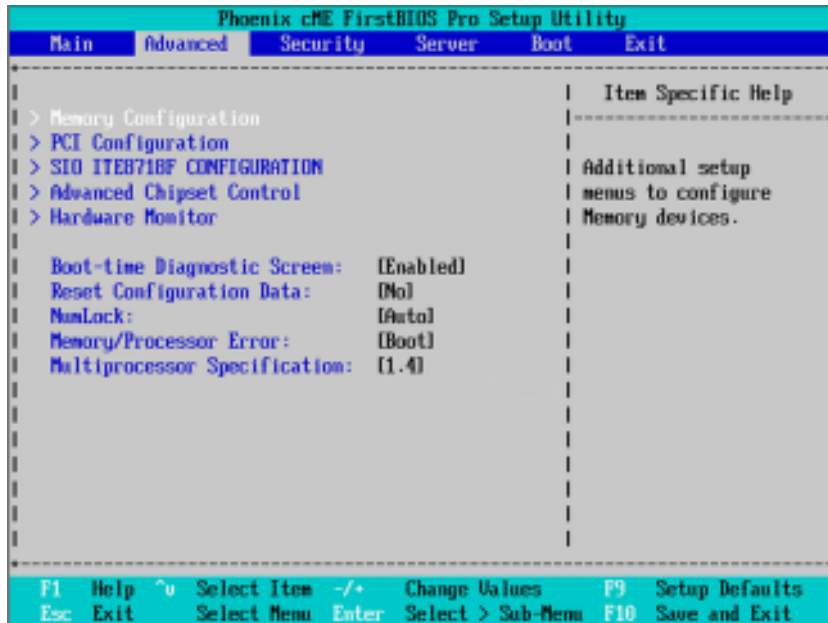 Phoenix cME FirstBIOS Pro Setup Utility
Main Advanced Security Server Boot Exit
Item Specific Help
> Memory Configuration
> PCI Configuration
> SIO ITE8718F CONFIGURATION
> Advanced Chipset Control
> Hardware Monitor
Additional setup
menus to configure
Memory devices.
Boot-time Diagnostic Screen: [Enabled]
Reset Configuration Data: [No]
NumLock: [Auto]
Memory/Processor Error: [Boot]
Multiprocessor Specification: [1.4]
F1 Help ^v Select Item -/+ Change Values F9 Setup Defaults
Esc Exit Select Menu Enter Select > Sub-Menu F10 Save and Exit